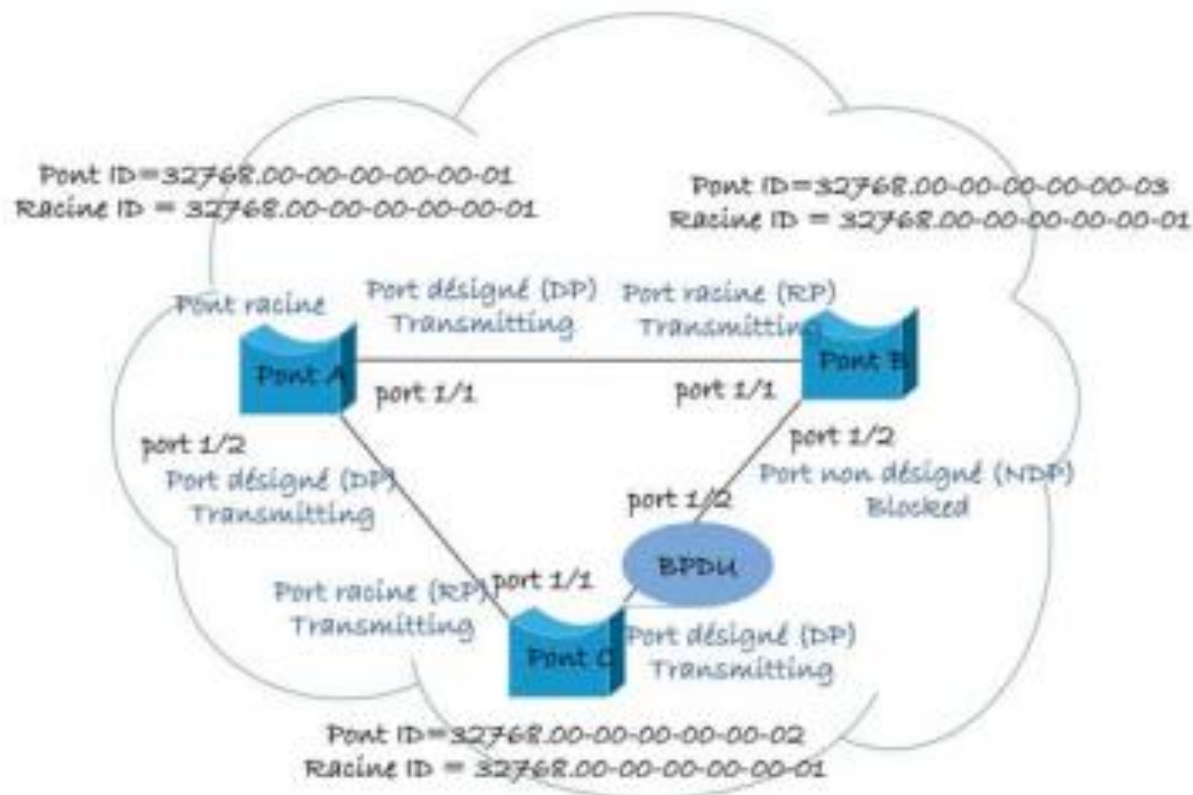 Pont ID=32768.00-00-00-00-00-01
Racine ID = 32768.00-00-00-00-00-01
Pont ID=32768.00-00-00-00-00-03
Racine ID = 32768.00-00-00-00-00-01
Pont racine
Port désigné (DP)
Transmitting
Port racine (RP)
Transmitting
Pont A
Pont B
port 1/1
port 1/1
port 1/2
Port désigné (DP)
Transmitting
port 1/2
Port non désigné (NDP)
Blocked
port 1/2
BPDU
port 1/1
Port racine (RP)
Transmitting
Pont C
Port désigné (DP)
Transmitting
Pont ID=32768.00-00-00-00-00-02
Racine ID = 32768.00-00-00-00-00-01